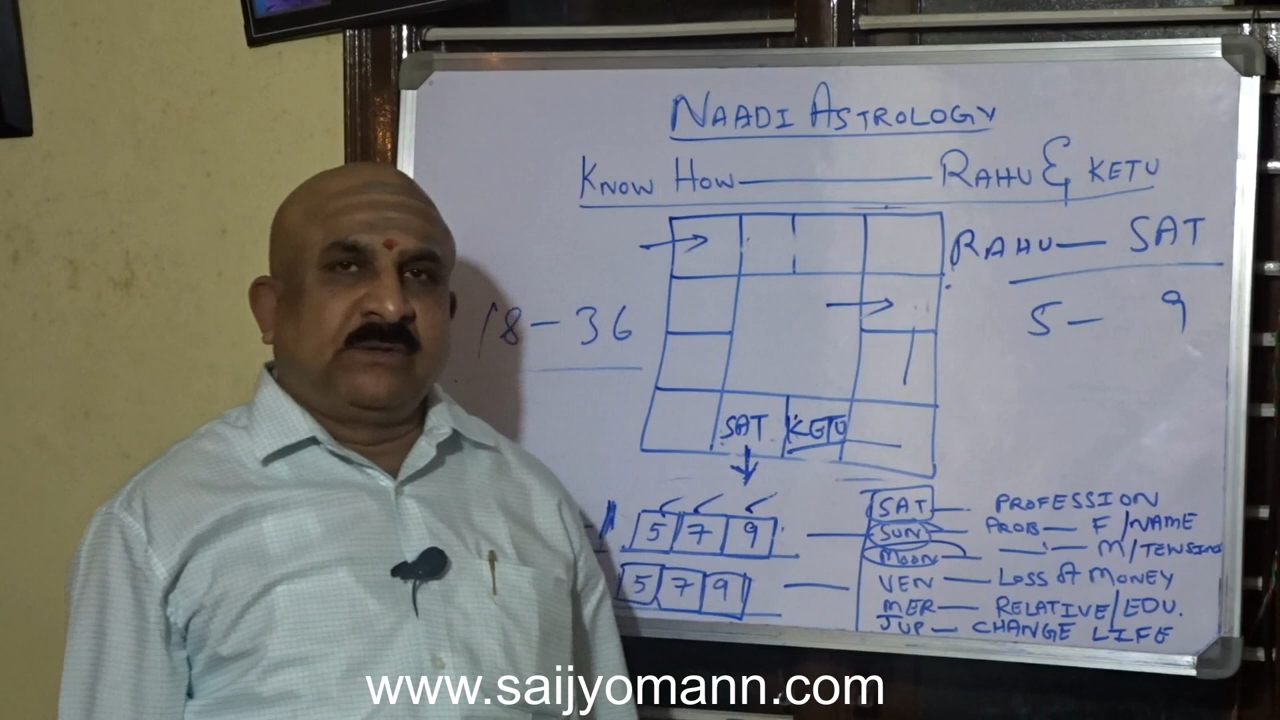 NAADI ASTROLOGY
KNOW HOW — RAHU & KETU
RAHU — SAT
5 — 9
18 — 36
SAT KETU
5 7 9
5 7 9
SAT — PROFESSION
SUN — PROB — F/NAME
MOON — " — M/TENSION
VEN — LOSS OF MONEY
MER — RELATIVE/EDU.
JUP — CHANGE LIFE
www.saijyomann.com